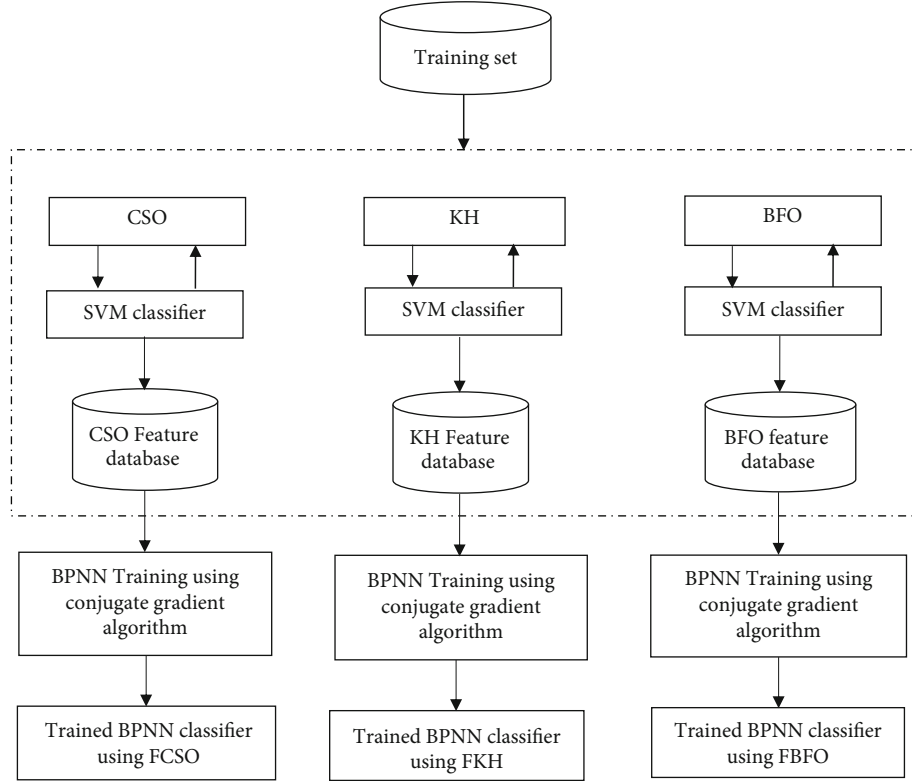 Training set
CSO
KH
BFO
SVM classifier
SVM classifier
SVM classifier
CSO Feature
database
KH Feature
database
BFO feature
database
BPNN Training using
conjugate gradient
algorithm
BPNN Training using
conjugate gradient
algorithm
BPNN Training using
conjugate gradient
algorithm
Trained BPNN classifier
using FCSO
Trained BPNN classifier
using FKH
Trained BPNN classifier
using FBFO